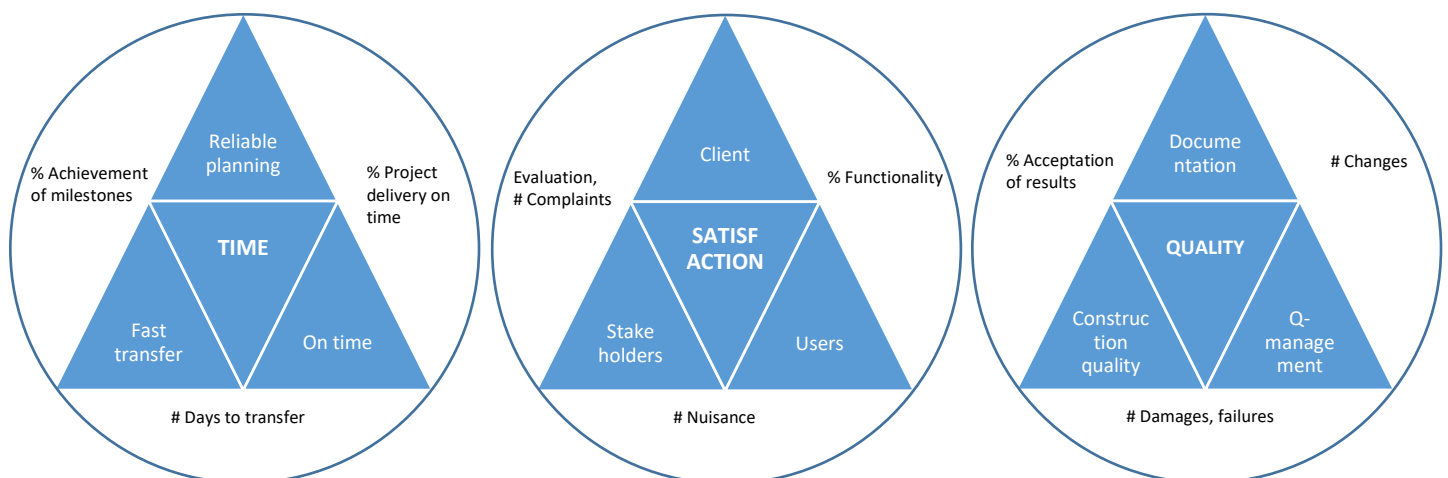 Reliable
planning
% Achievement
of milestones
% Project
delivery on
time
TIME
Fast
transfer
On time
# Days to transfer
Client
Evaluation,
# Complaints
% Functionality
SATISF
ACTION
Stake
holders
Users
# Nuisance
Docume
ntation
% Acceptation
of results
# Changes
QUALITY
Construc
tion
quality
Q-
manage
ment
# Damages, failures